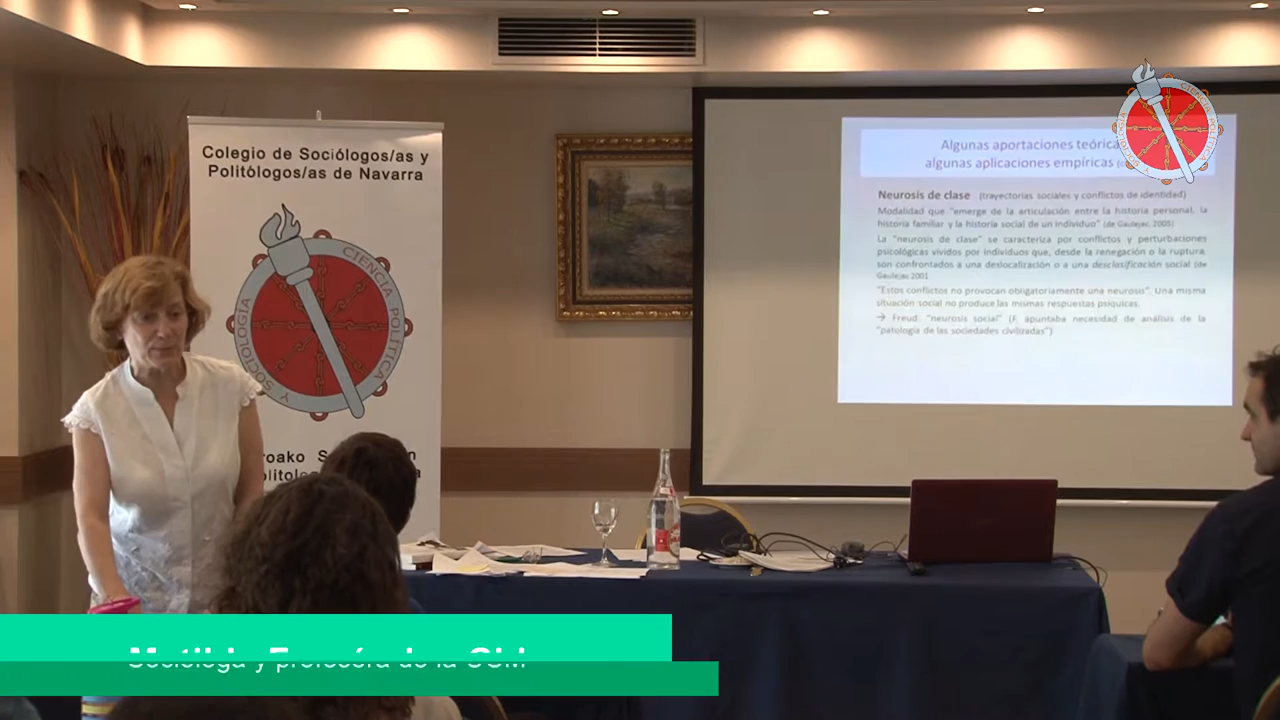 Colegio de Sociólogos/as y
Politólogos/as de Navarra
CIENCIA POLÍTICA
Y SOCIOLOGÍA
CIENCIA POLÍTICA
Y SOCIOLOGÍA
Algunas aportaciones
algunas aplicaciones empíricas
Neurosis de clase (trayectorias sociales y conflictos de identidad)
Modalidad que "emerge de la articulación entre la historia personal, la
historia familiar y la historia social de un individuo" (de Gaulejac, 2005)
La "neurosis de clase" se caracteriza por conflictos y perturbaciones
psicológicas vividos por individuos que, desde la renegación o la ruptura,
son confrontados a una deslocalización o a una desclasificación social (de
Gaulejac 2001
"Estos conflictos no provocan obligatoriamente una neurosis". Una misma
situación social no produce las mismas respuestas psíquicas.
→ Freud: "neurosis social" (F. apuntaba necesidad de análisis de la
"patología de las sociedades civilizadas")